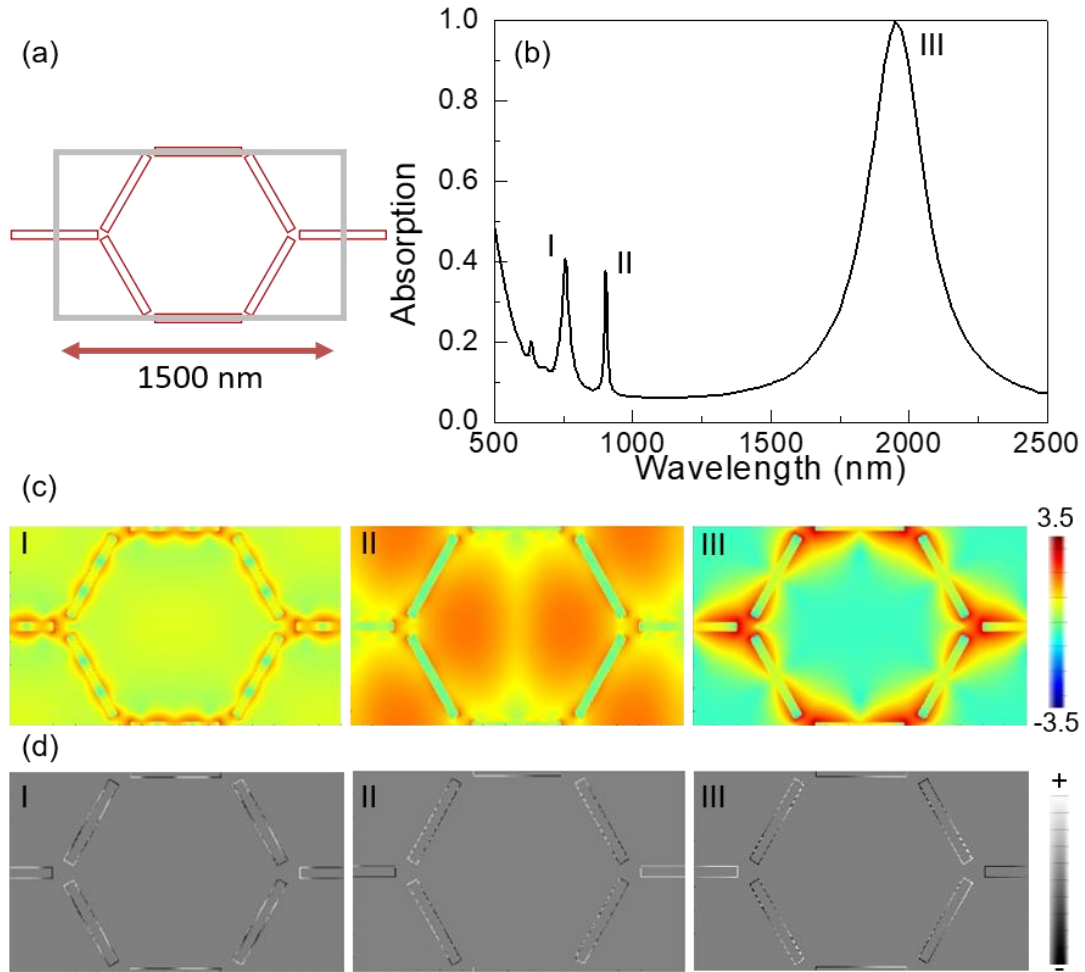 (a)
1500 nm
(b)
III
I
II
Absorption
1.0
0.8
0.6
0.4
0.2
0.0
500 1000 1500 2000 2500
Wavelength (nm)
(c)
I II III
3.5
-3.5
(d)
I II III
+
-